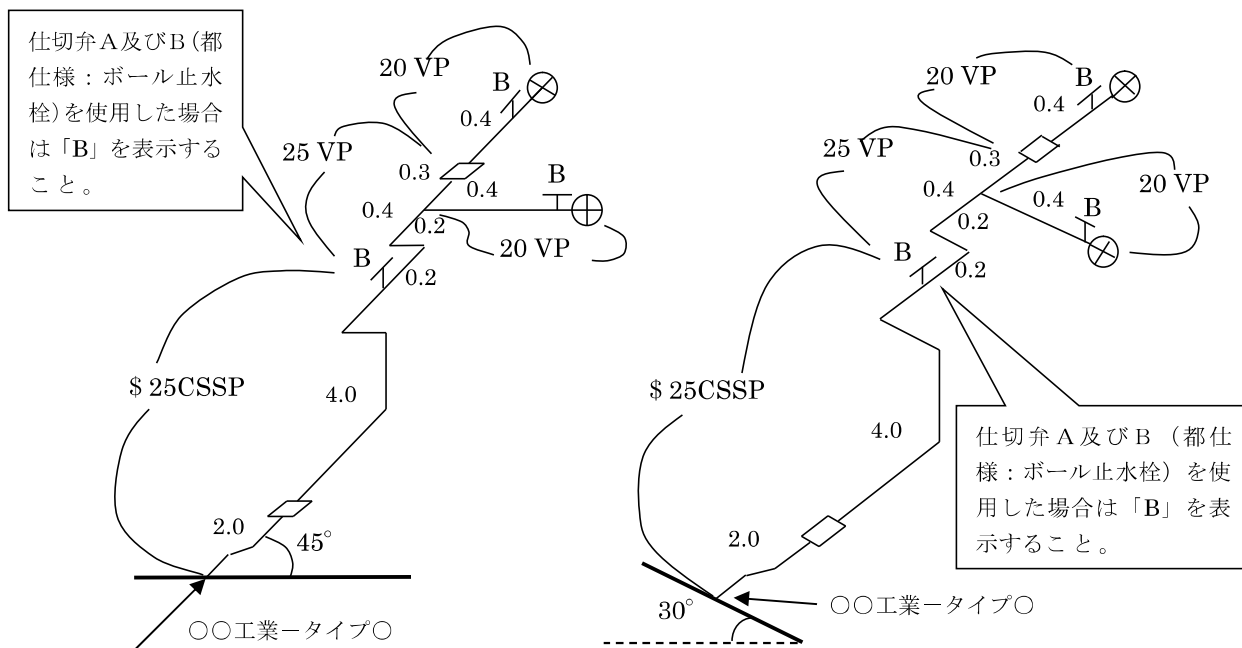 仕切弁A及びB（都
仕様：ボール止水
栓）を使用した場合
は「B」を表示する
こと。
20 VP
B
0.4
25 VP
0.3
B
0.4
0.4
0.2
20 VP
B
0.2
$ 25CSSP
4.0
2.0
45°
○○工業－タイプ○
20 VP
B
0.4
25 VP
0.3
0.4
0.4
20 VP
B
0.2
B
0.2
$ 25CSSP
4.0
仕切弁A及びB（都仕
様：ボール止水栓）を使
用した場合は「B」を表
示すること。
2.0
30°
○○工業－タイプ○